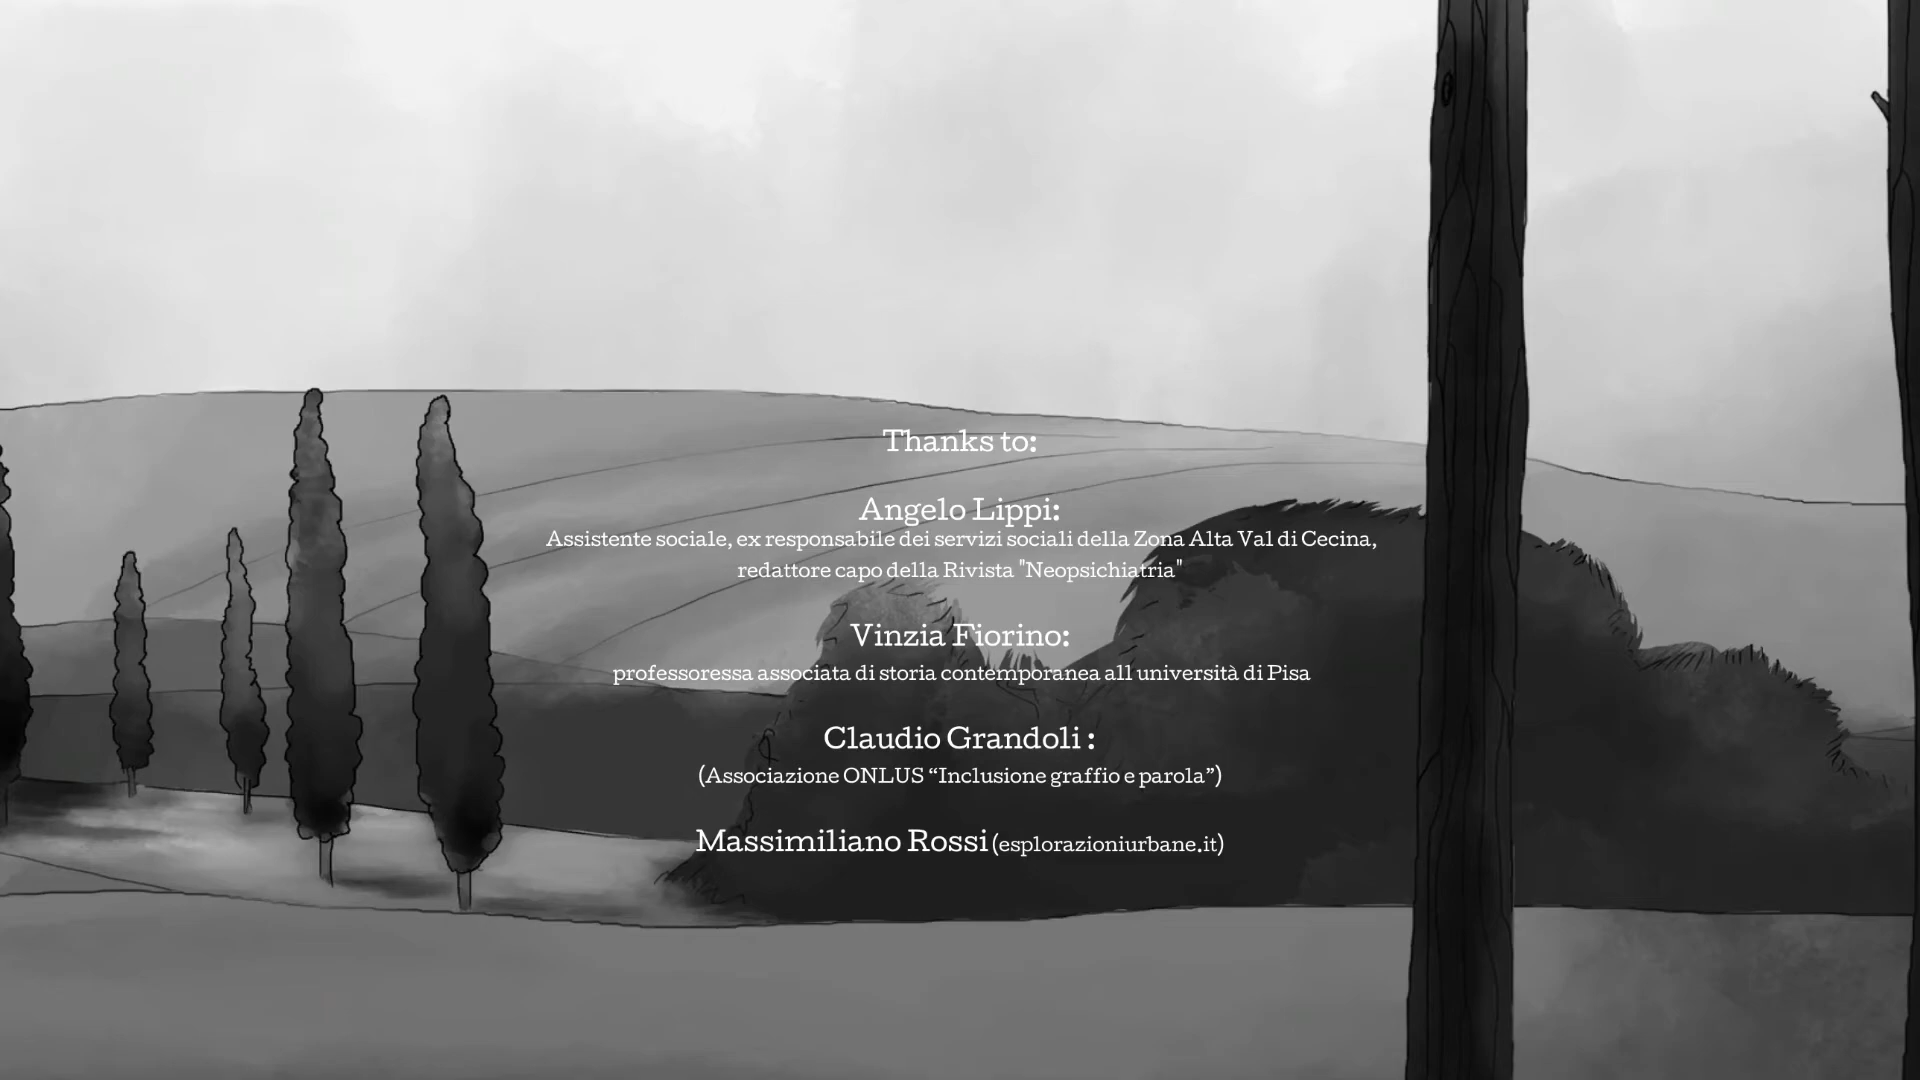 Thanks to:
Angelo Lippi:
Assistente sociale, ex responsabile dei servizi sociali della Zona Alta Val di Cecina,
redattore capo della Rivista "Neopsichiatria"
Vinzia Fiorino:
professoressa associata di storia contemporanea all università di Pisa
Claudio Grandoli :
(Associazione ONLUS “Inclusione graffio e parola”)
Massimiliano Rossi (esplorazioniurbane.it)